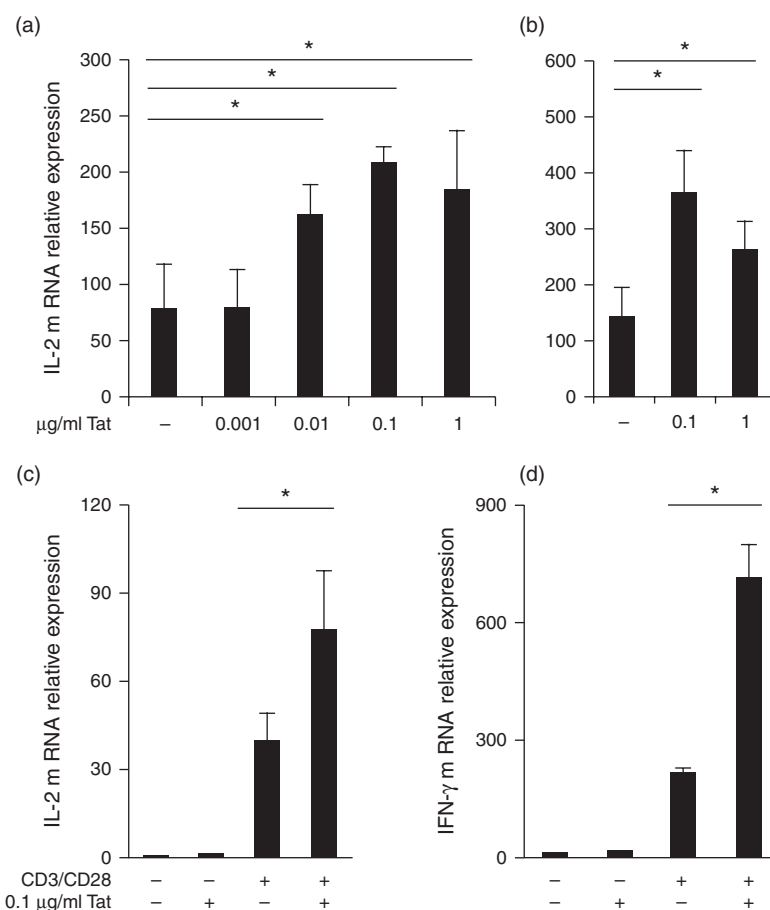 (a)
IL-2 m RNA relative expression
300
250
200
150
100
50
0
* 
*
*
µg/ml Tat – 0.001 0.01 0.1 1
(b)
600
500
400
300
200
100
0
*
*
– 0.1 1
(c)
IL-2 m RNA relative expression
120
90
60
30
0
*
CD3/CD28 – – + +
0.1 µg/ml Tat – + – +
(d)
IFN-γ m RNA relative expression
900
600
300
0
*
– – + +
– + – +